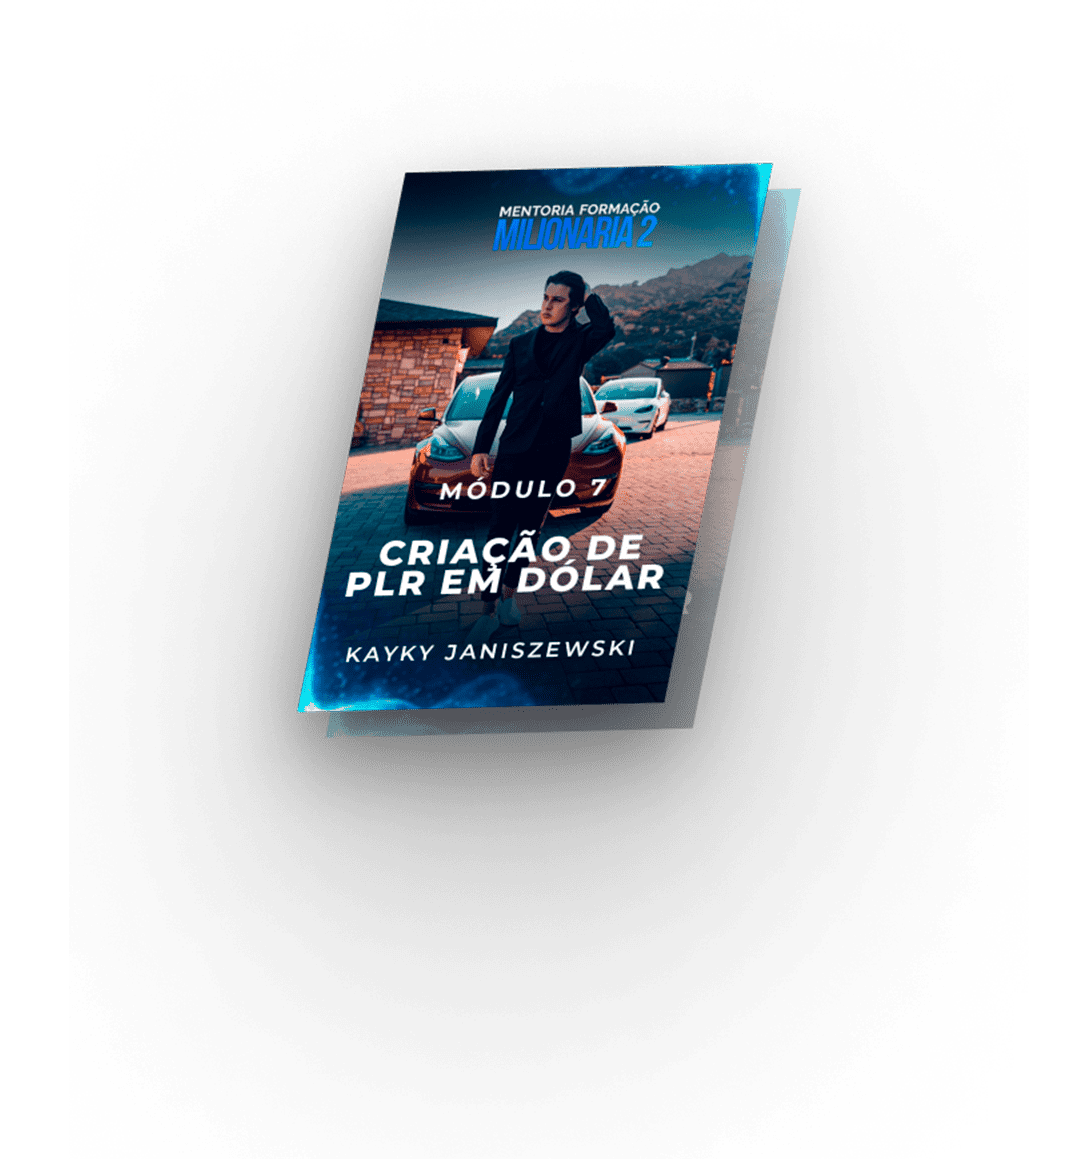 MENTORIA FORMAÇÃO
MILIONARIA 2
MÓDULO 7
CRIAÇÃO DE
PLR EM DÓLAR
KAYKY JANISZEWSKI
R